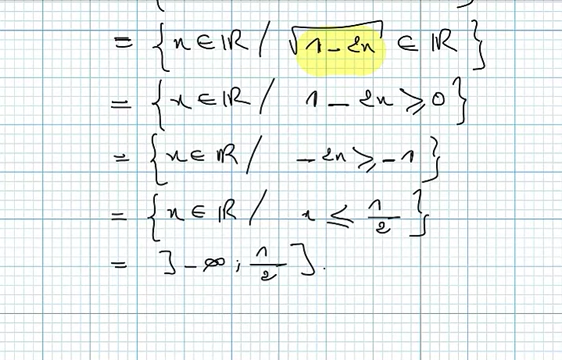 = {x ∈ ℝ / √(1 - 2x) ∈ ℝ}
= {x ∈ ℝ / 1 - 2x ⩾ 0}
= {x ∈ ℝ / - 2x ⩾ - 1}
= {x ∈ ℝ / x ≤ 1/2}
= ]-∞ ; 1/2].